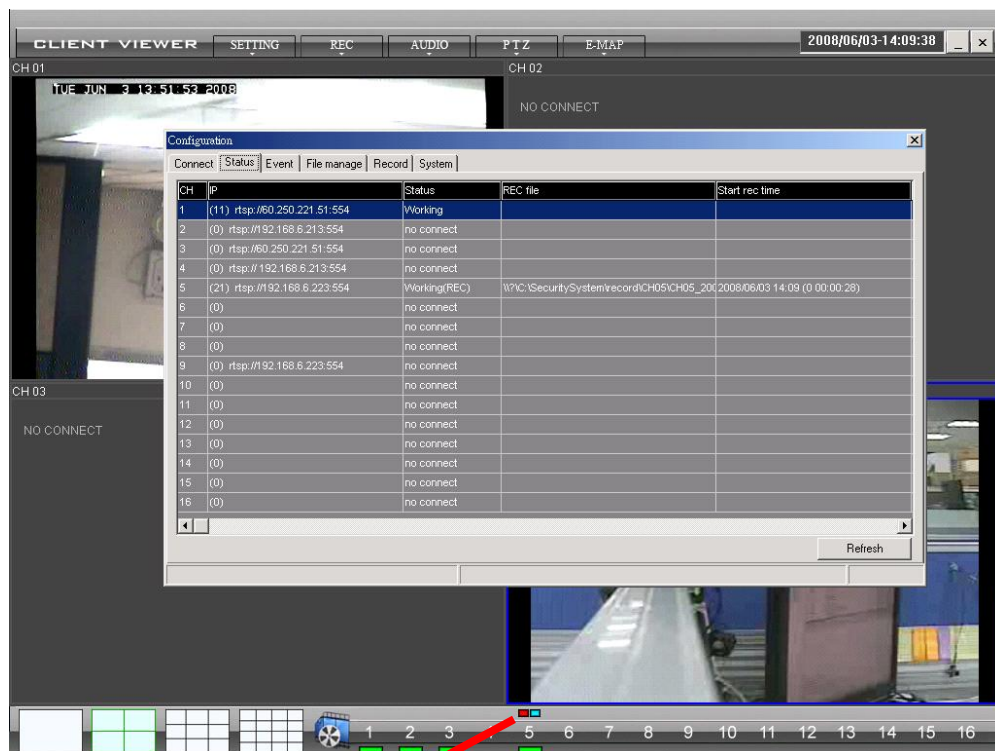 CLIENT VIEWER SETTING REC AUDIO PTZ E-MAP 2008/06/03-14:09:38 _ x
CH 01
TUE JUN 3 13:51:53 2008
CH 02
NO CONNECT
Configuration
Connect Status Event File manage Record System
CH IP Status REC file Start rec time
1 (11) rtsp://60.250.221.51:554 Working
2 (0) rtsp://192.168.6.213:554 no connect
3 (0) rtsp://60.250.221.51:554 no connect
4 (0) rtsp:// 192.168.6.213:554 no connect
5 (21) rtsp://192.168.6.223:554 Working(REC) \\?\C:\SecuritySystem\record\CH05\CH05_200 2008/06/03 14:09 (0 00:00:28)
6 (0) no connect
7 (0) no connect
8 (0) no connect
9 (0) rtsp://192.168.6.223:554 no connect
10 (0) no connect
11 (0) no connect
12 (0) no connect
13 (0) no connect
14 (0) no connect
15 (0) no connect
16 (0) no connect
Refresh
CH 03
NO CONNECT
1 2 3 5 6 7 8 9 10 11 12 13 14 15 16